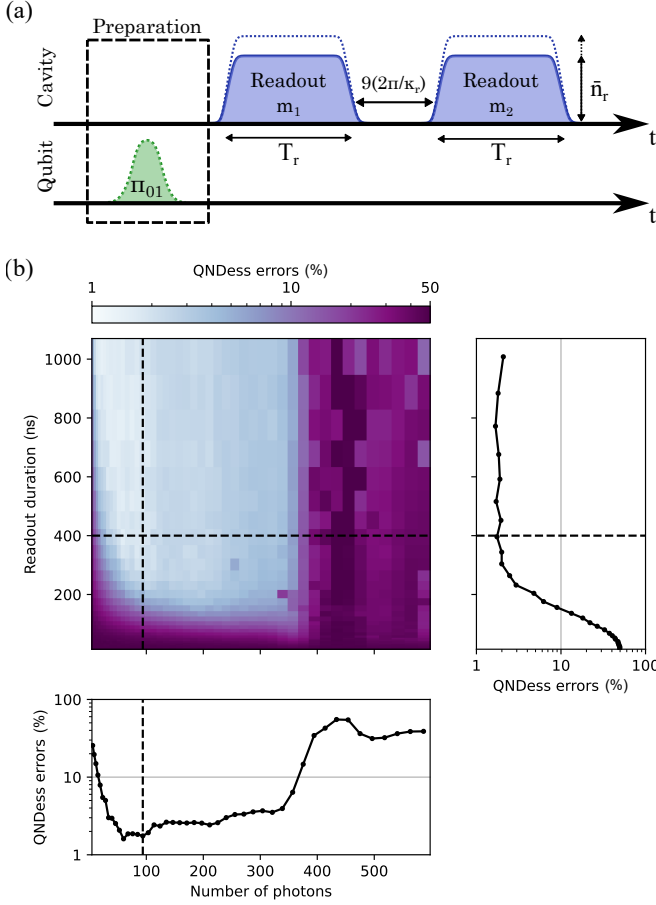 (a)
Preparation
Cavity
Readout
m₁
9(2π/κᵣ)
Readout
m₂
n̄ᵣ
t
Tᵣ
Tᵣ
Qubit
Π₀₁
t
(b)
QNDess errors (%)
1
10
50
Readout duration (ns)
1000
800
600
400
200
1
10
100
QNDess errors (%)
QNDess errors (%)
100
10
1
100
200
300
400
500
Number of photons